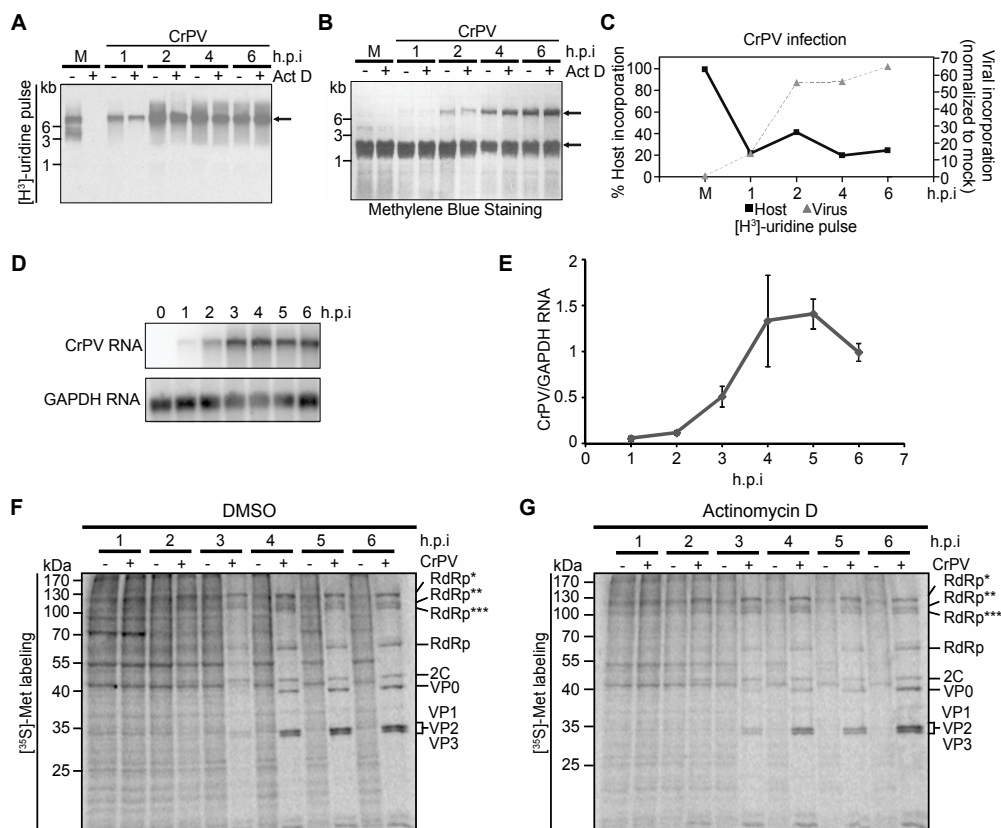 A
CrPV
M 1 2 4 6 h.p.i
- + - + - + - + - + Act D
kb
6
3
1
[H³]-uridine pulse
B
CrPV
M 1 2 4 6 h.p.i
- + - + - + - + - + Act D
kb
6
3
1
Methylene Blue Staining
C
CrPV infection
% Host incorporation
100
80
60
40
20
0
70
60
50
40
30
20
10
0
Viral incorporation
(normalized to mock)
M 1 2 4 6 h.p.i
Host Virus
[H³]-uridine pulse
D
0 1 2 3 4 5 6 h.p.i
CrPV RNA
GAPDH RNA
E
CrPV/GAPDH RNA
2
1.5
1
0.5
0
0 1 2 3 4 5 6 7
h.p.i
F
DMSO
1 2 3 4 5 6 h.p.i
kDa - + - + - + - + - + - + CrPV
170
130
100
70
55
40
35
25
[³⁵S]-Met labeling
RdRp*
RdRp**
RdRp***
RdRp
2C
VP0
VP1
VP2
VP3
G
Actinomycin D
1 2 3 4 5 6 h.p.i
kDa - + - + - + - + - + - + CrPV
170
130
100
70
55
40
35
25
[³⁵S]-Met labeling
RdRp*
RdRp**
RdRp***
RdRp
2C
VP0
VP1
VP2
VP3